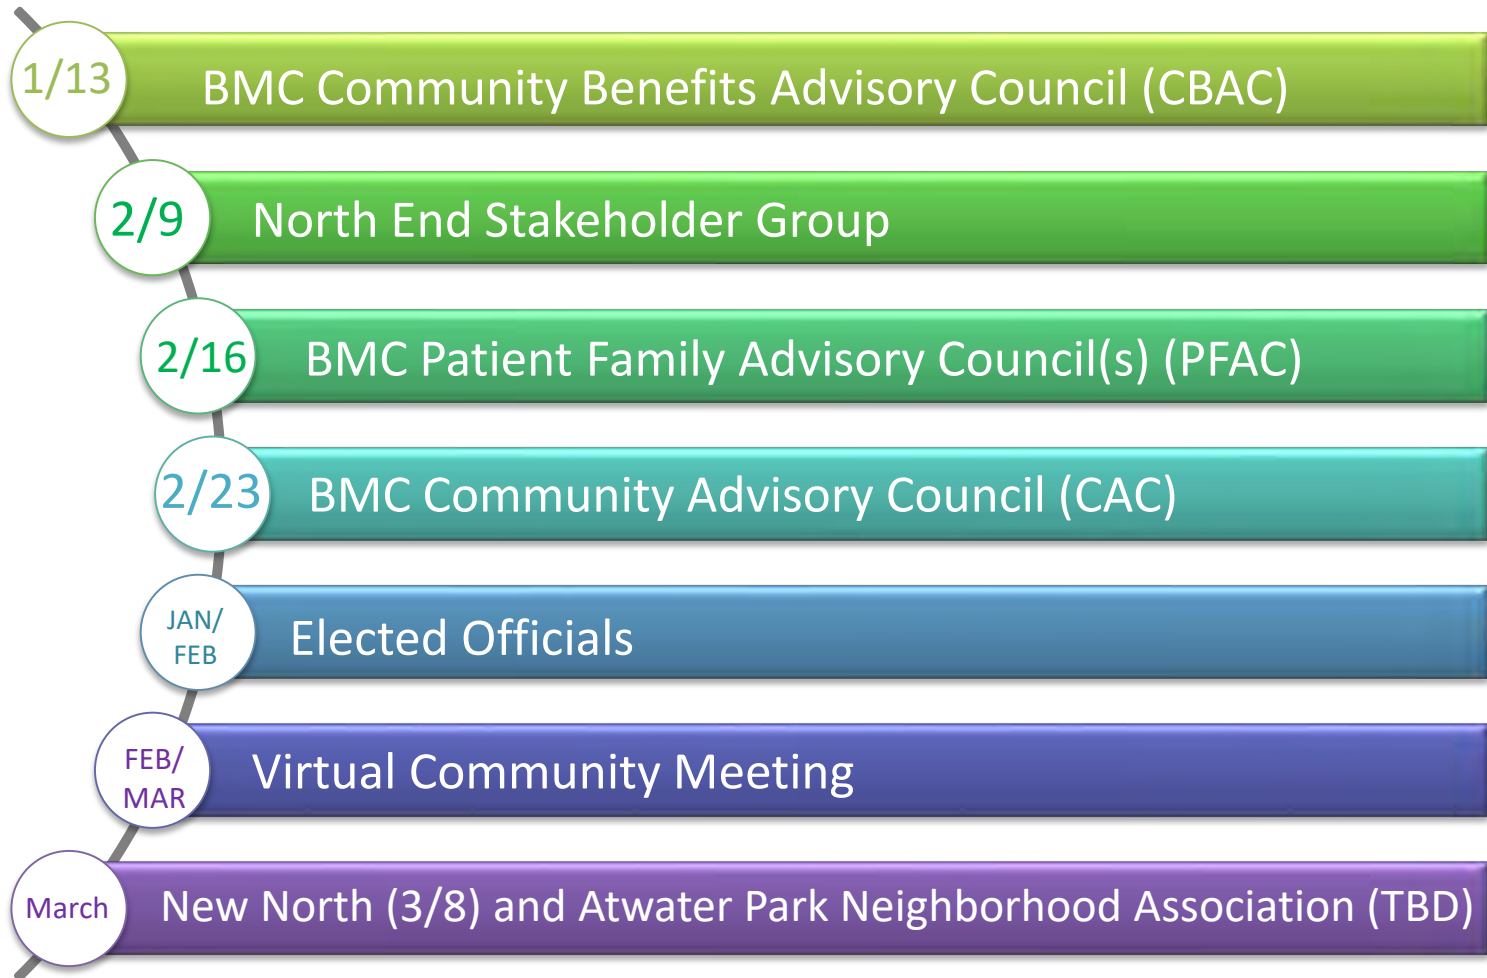 1/13
BMC Community Benefits Advisory Council (CBAC)
2/9
North End Stakeholder Group
2/16
BMC Patient Family Advisory Council(s) (PFAC)
2/23
BMC Community Advisory Council (CAC)
JAN/
FEB
Elected Officials
FEB/
MAR
Virtual Community Meeting
March
New North (3/8) and Atwater Park Neighborhood Association (TBD)